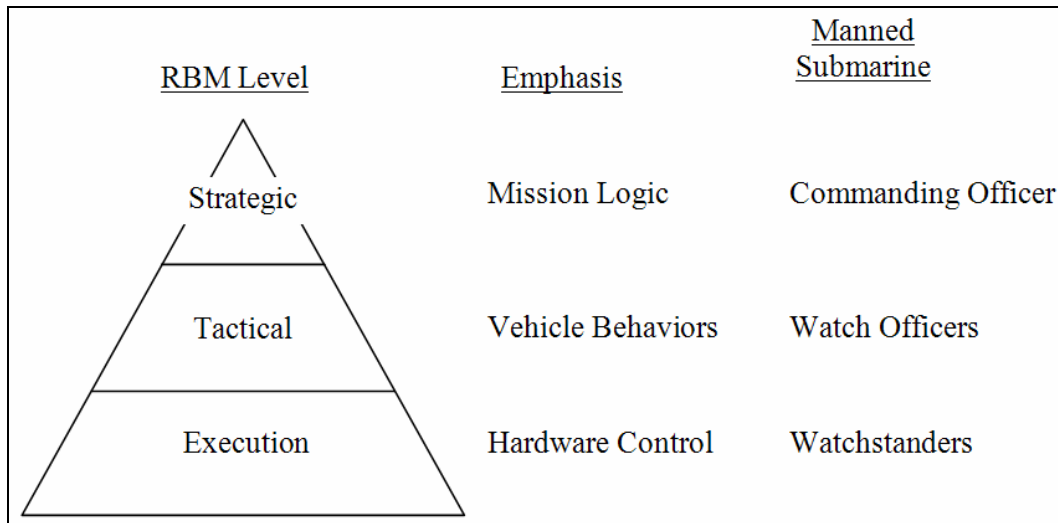 RBM Level
Emphasis
Manned
Submarine
Strategic
Mission Logic
Commanding Officer
Tactical
Vehicle Behaviors
Watch Officers
Execution
Hardware Control
Watchstanders